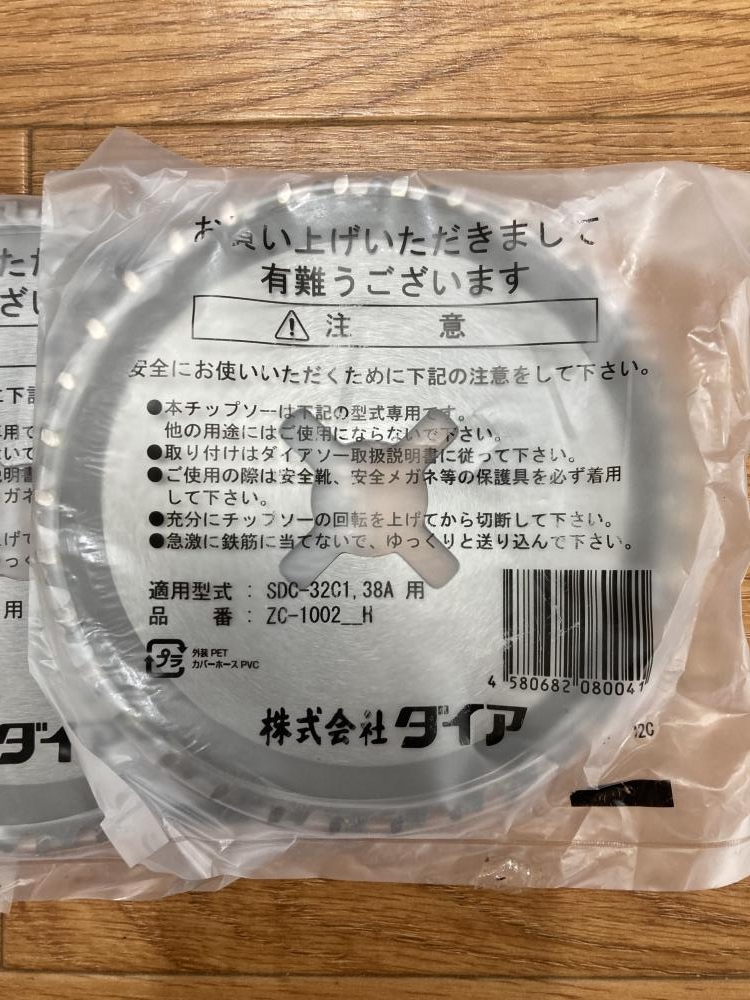 お買い上げいただきまして
有難うございます
⚠注　意
安全にお使いいただくために下記の注意をして下さい。
●本チップソーは下記の型式専用です。
他の用途にはご使用にならないで下さい。
●取り付けはダイアソー取扱説明書に従って下さい。
●ご使用の際は安全靴、安全メガネ等の保護具を必ず着用
して下さい。
●充分にチップソーの回転を上げてから切断して下さい。
●急激に鉄筋に当てないで、ゆっくりと送り込んで下さい。
適用型式：SDC-32C1,38A 用
品　番：ZC-1002__H
プラ
外装 PET
カバーホース PVC
4 580682 080041
株式会社ダイア